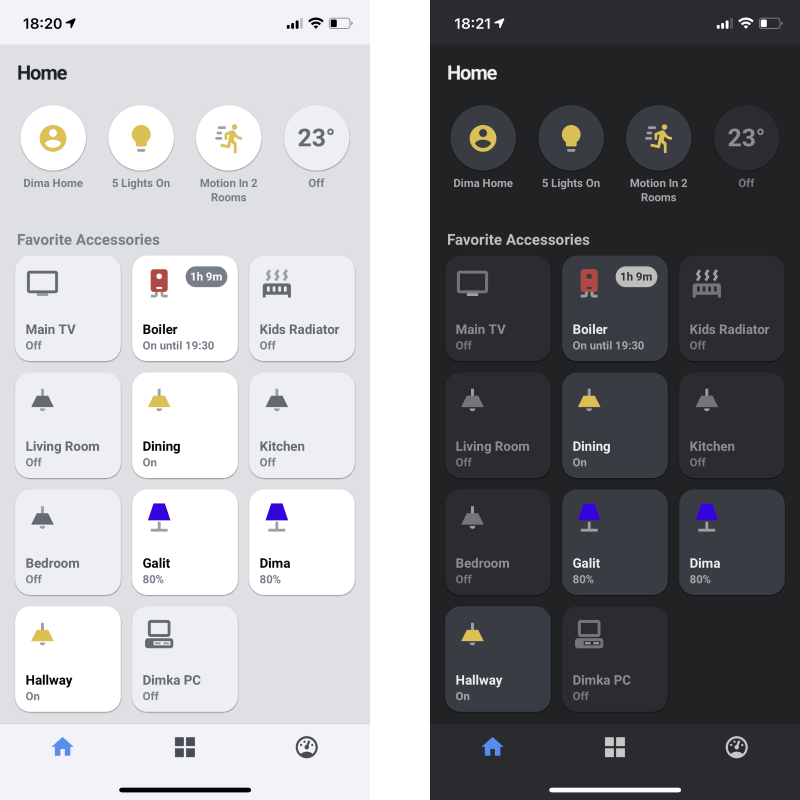 18:20
Home
23°
Dima Home
5 Lights On
Motion In 2
Rooms
Off
Favorite Accessories
Main TV
Off
1h 9m
Boiler
On until 19:30
Kids Radiator
Off
Living Room
Off
Dining
On
Kitchen
Off
Bedroom
Off
Galit
80%
Dima
80%
Hallway
On
Dimka PC
Off
18:21
Home
23°
Dima Home
5 Lights On
Motion In 2
Rooms
Off
Favorite Accessories
Main TV
Off
1h 9m
Boiler
On until 19:30
Kids Radiator
Off
Living Room
Off
Dining
On
Kitchen
Off
Bedroom
Off
Galit
80%
Dima
80%
Hallway
On
Dimka PC
Off